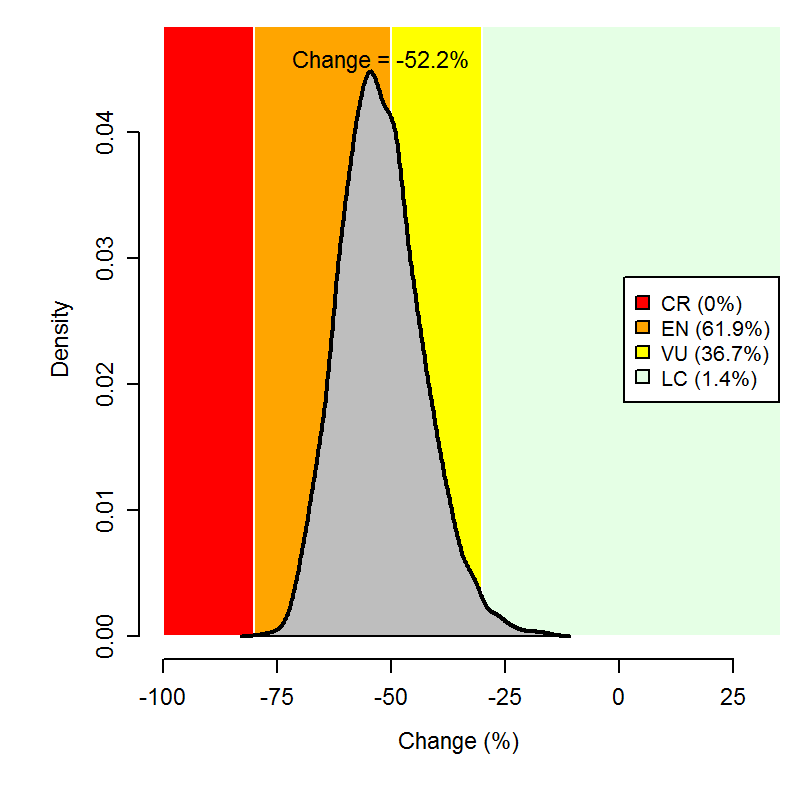 Change = -52.2%
Density
0.00
0.01
0.02
0.03
0.04
CR (0%)
EN (61.9%)
VU (36.7%)
LC (1.4%)
-100
-75
-50
-25
0
25
Change (%)